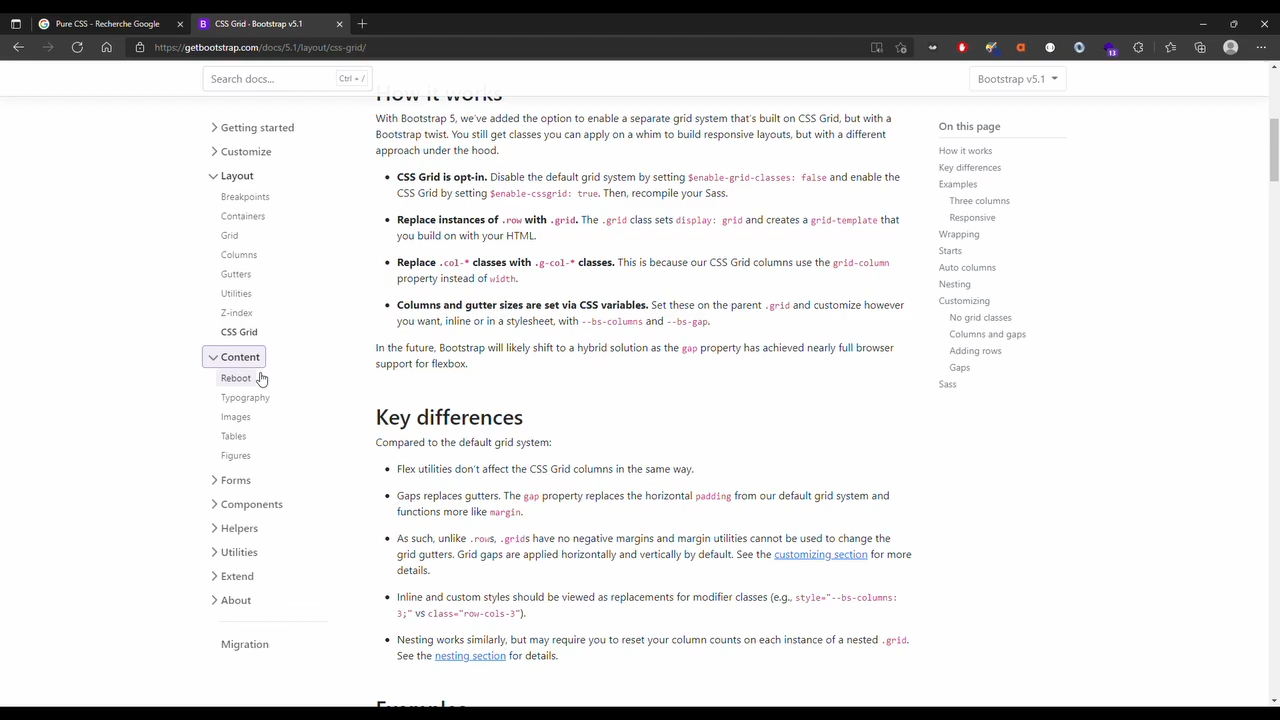 Pure CSS - Recherche Google
CSS Grid · Bootstrap v5.1
https://getbootstrap.com/docs/5.1/layout/css-grid/
13
Search docs...
Ctrl + /
Bootstrap v5.1
Getting started
Customize
Layout
Breakpoints
Containers
Grid
Columns
Gutters
Utilities
Z-index
CSS Grid
Content
Reboot
Typography
Images
Tables
Figures
Forms
Components
Helpers
Utilities
Extend
About
Migration
How it works
With Bootstrap 5, we've added the option to enable a separate grid system that's built on CSS Grid, but with a
Bootstrap twist. You still get classes you can apply on a whim to build responsive layouts, but with a different
approach under the hood.
• CSS Grid is opt-in. Disable the default grid system by setting $enable-grid-classes: false and enable the
CSS Grid by setting $enable-cssgrid: true. Then, recompile your Sass.
• Replace instances of .row with .grid. The .grid class sets display: grid and creates a grid-template that
you build on with your HTML.
• Replace .col-* classes with .g-col-* classes. This is because our CSS Grid columns use the grid-column
property instead of width.
• Columns and gutter sizes are set via CSS variables. Set these on the parent .grid and customize however
you want, inline or in a stylesheet, with --bs-columns and --bs-gap.
In the future, Bootstrap will likely shift to a hybrid solution as the gap property has achieved nearly full browser
support for flexbox.
Key differences
Compared to the default grid system:
• Flex utilities don't affect the CSS Grid columns in the same way.
• Gaps replaces gutters. The gap property replaces the horizontal padding from our default grid system and
functions more like margin.
• As such, unlike .rows, .grids have no negative margins and margin utilities cannot be used to change the
grid gutters. Grid gaps are applied horizontally and vertically by default. See the customizing section for more
details.
• Inline and custom styles should be viewed as replacements for modifier classes (e.g., style="--bs-columns:
3;" vs class="row-cols-3").
• Nesting works similarly, but may require you to reset your column counts on each instance of a nested .grid.
See the nesting section for details.
Examples
On this page
How it works
Key differences
Examples
Three columns
Responsive
Wrapping
Starts
Auto columns
Nesting
Customizing
No grid classes
Columns and gaps
Adding rows
Gaps
Sass